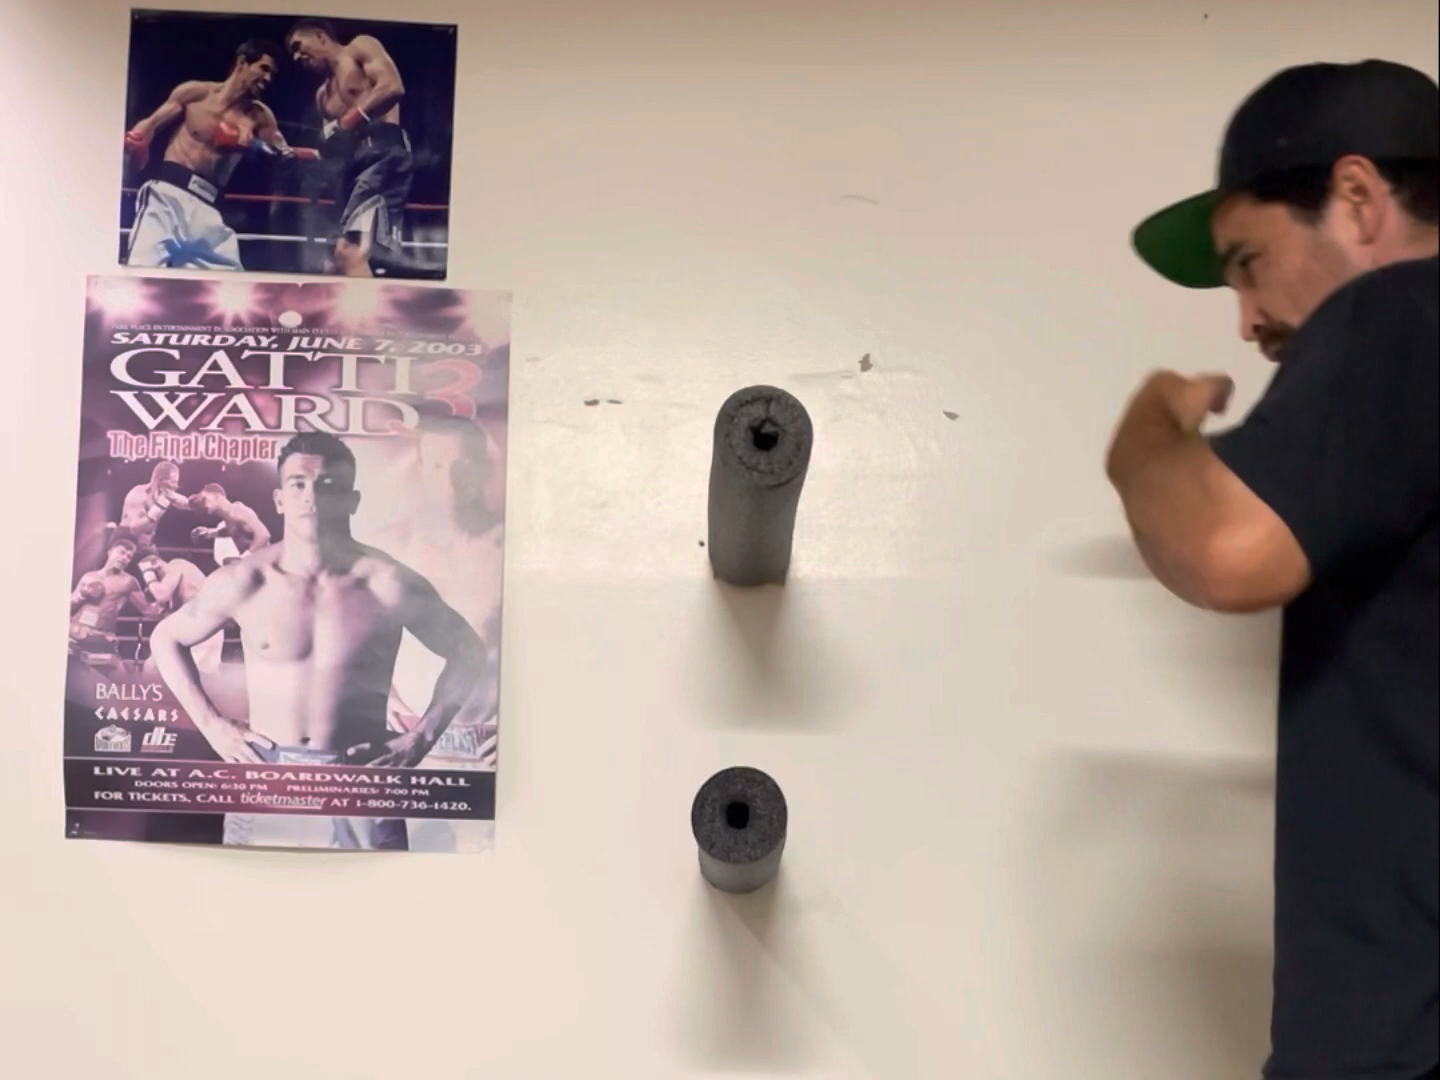 SATURDAY, JUNE 7, 2003
GATTI
WARD 3
The Final Chapter
BALLY'S
CAESARS
LIVE AT A.C. BOARDWALK HALL
DOORS OPEN: 6:30 PM PRELIMINARIES: 7:00 PM
FOR TICKETS, CALL ticketmaster AT 1-800-736-1420.